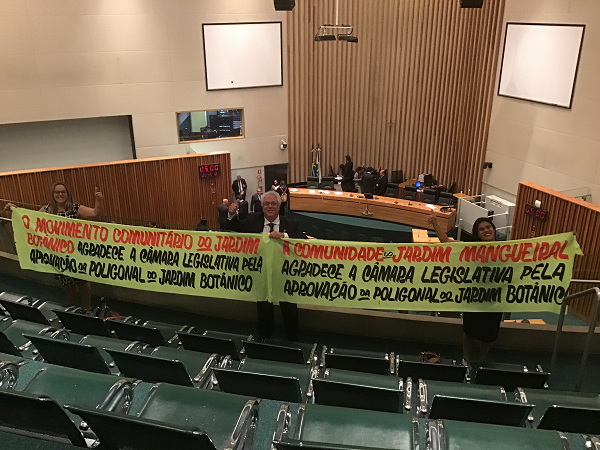 O MOVIMENTO COMUNITÁRIO DO JARDIM
BOTÂNICO AGRADECE A CÂMARA LEGISLATIVA PELA
APROVAÇÃO DA POLIGONAL DO JARDIM BOTÂNICO
A COMUNIDADE DO JARDIM MANGUEIRAL
AGRADECE A CÂMARA LEGISLATIVA PELA
APROVAÇÃO DA POLIGONAL DO JARDIM BOTÂNICO